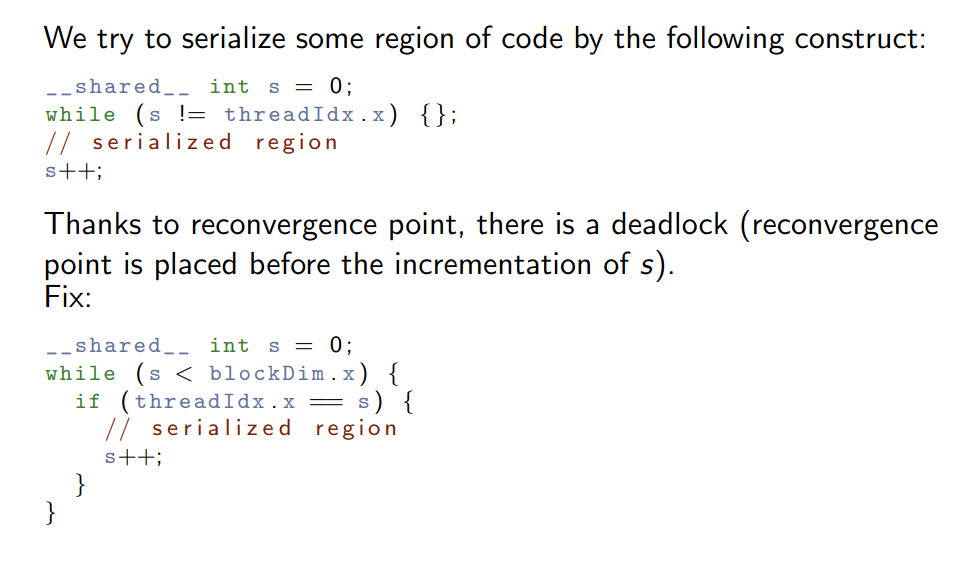 We try to serialize some region of code by the following construct:
__shared__ int s = 0;
while (s != threadIdx.x) {};
// serialized region
s++;
Thanks to reconvergence point, there is a deadlock (reconvergence
point is placed before the incrementation of s).
Fix:
__shared__ int s = 0;
while (s < blockDim.x) {
if (threadIdx.x == s) {
// serialized region
s++;
}
}